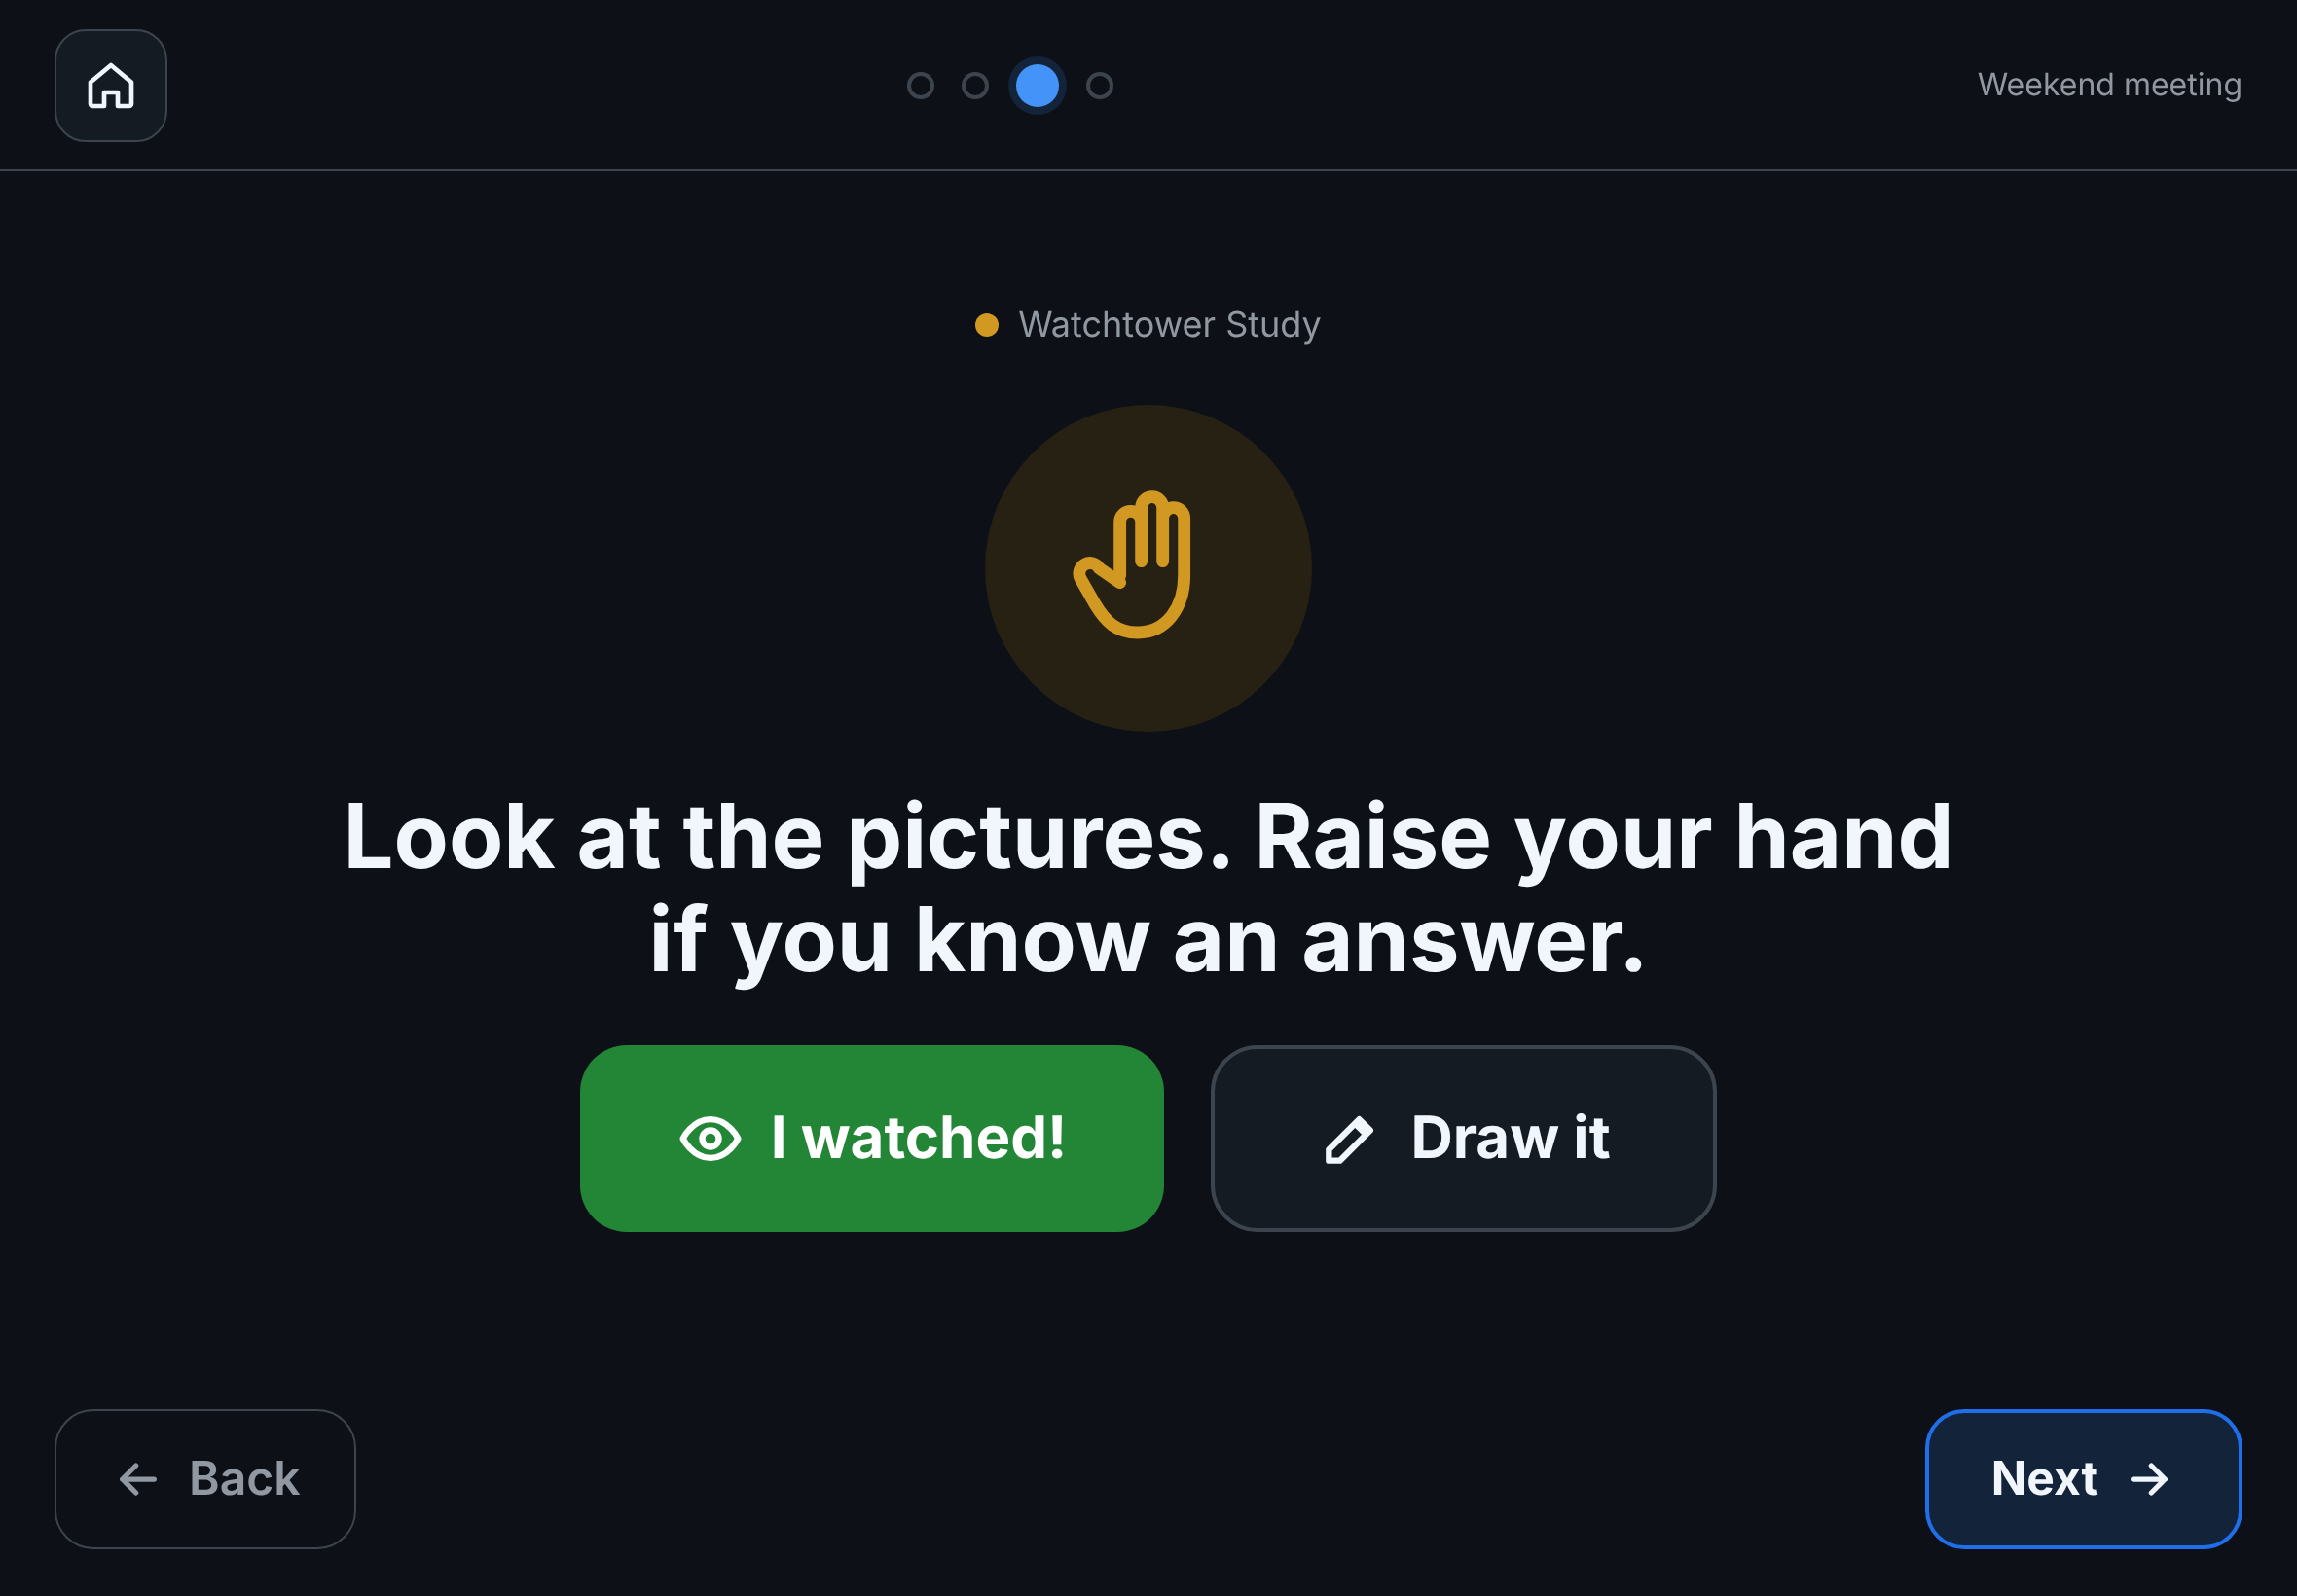 Weekend meeting
Watchtower Study
Look at the pictures. Raise your hand
if you know an answer.
I watched!
Draw it
Back
Next